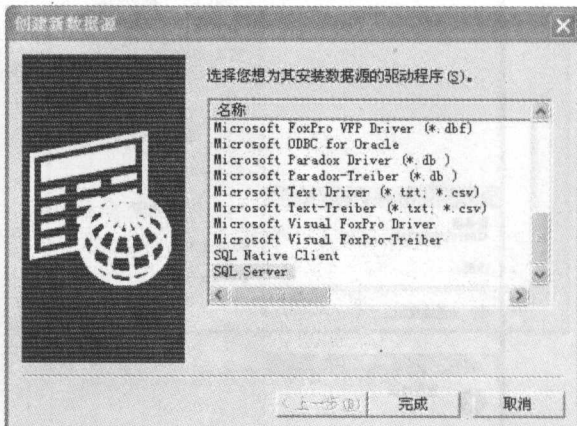 创建新数据源
选择您想为其安装数据源的驱动程序(S)。
名称
Microsoft FoxPro VFP Driver (*.dbf)
Microsoft ODBC for Oracle
Microsoft Paradox Driver (*.db )
Microsoft Paradox-Treiber (*.db )
Microsoft Text Driver (*.txt; *.csv)
Microsoft Text-Treiber (*.txt; *.csv)
Microsoft Visual FoxPro Driver
Microsoft Visual FoxPro-Treiber
SQL Native Client
SQL Server
< 上一步(B)
完成
取消